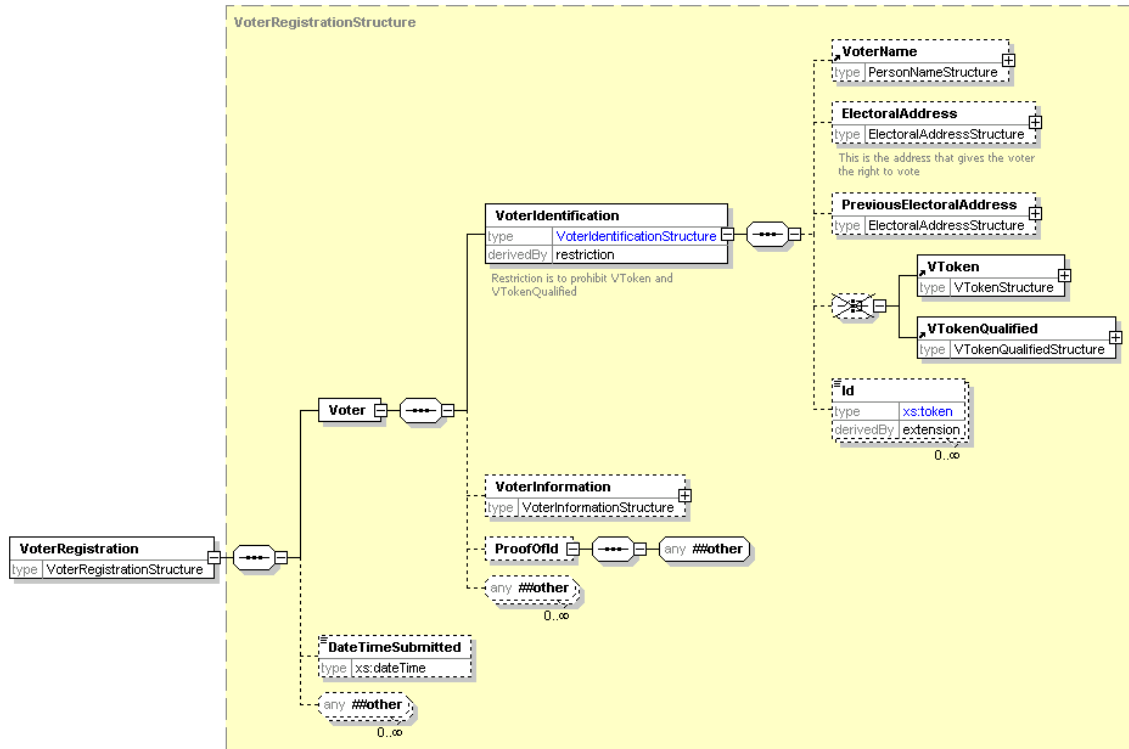 VoterRegistrationStructure
VoterName
type PersonNameStructure
ElectoralAddress
type ElectoralAddressStructure
This is the address that gives the voter
the right to vote
PreviousElectoralAddress
type ElectoralAddressStructure
VoterIdentification
type VoterIdentificationStructure
derivedBy restriction
Restriction is to prohibit VToken and
VTokenQualified
VToken
type VTokenStructure
VTokenQualified
type VTokenQualifiedStructure
Id
type xs:token
derivedBy extension
0..∞
Voter
VoterInformation
type VoterInformationStructure
ProofOfId
any ##other
any ##other
0..∞
VoterRegistration
type VoterRegistrationStructure
DateTimeSubmitted
type xs:dateTime
any ##other
0..∞